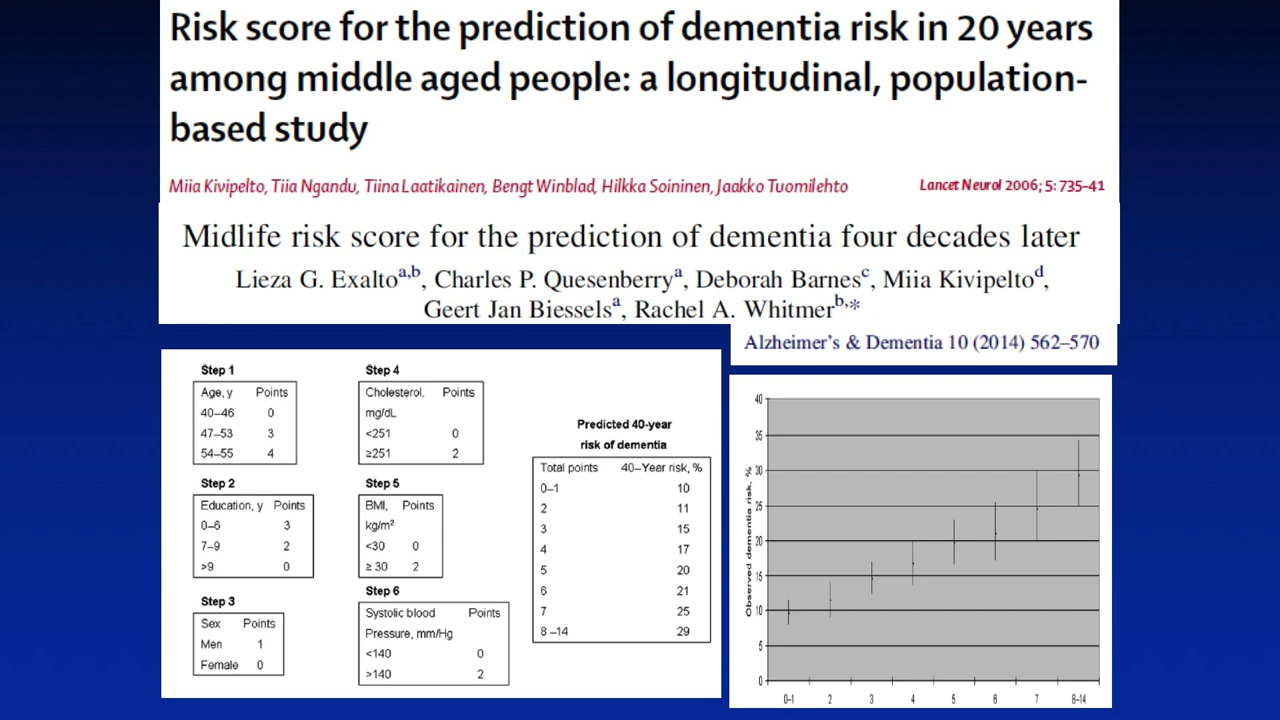 Risk score for the prediction of dementia risk in 20 years
among middle aged people: a longitudinal, population-
based study
Miia Kivipelto, Tiia Ngandu, Tiina Laatikainen, Bengt Winblad, Hilkka Soininen, Jaakko Tuomilehto
Lancet Neurol 2006; 5: 735–41
Midlife risk score for the prediction of dementia four decades later
Lieza G. Exalto a,b, Charles P. Quesenberry a, Deborah Barnes c, Miia Kivipelto d,
Geert Jan Biessels a, Rachel A. Whitmer b,*
Alzheimer's & Dementia 10 (2014) 562–570
Step 1
Age, y Points
40–46 0
47–53 3
54–55 4
Step 2
Education, y Points
0–6 3
7–9 2
>9 0
Step 3
Sex Points
Men 1
Female 0
Step 4
Cholesterol, Points
mg/dL
<251 0
≥251 2
Step 5
BMI, Points
kg/m²
<30 0
≥ 30 2
Step 6
Systolic blood Points
Pressure, mm/Hg
<140 0
>140 2
Predicted 40-year
risk of dementia
Total points 40–Year risk, %
0–1 10
2 11
3 15
4 17
5 20
6 21
7 25
8 –14 29
Observed dementia risk, %
40
35
30
25
20
15
10
5
0
0-1 2 3 4 5 6 7 8-14